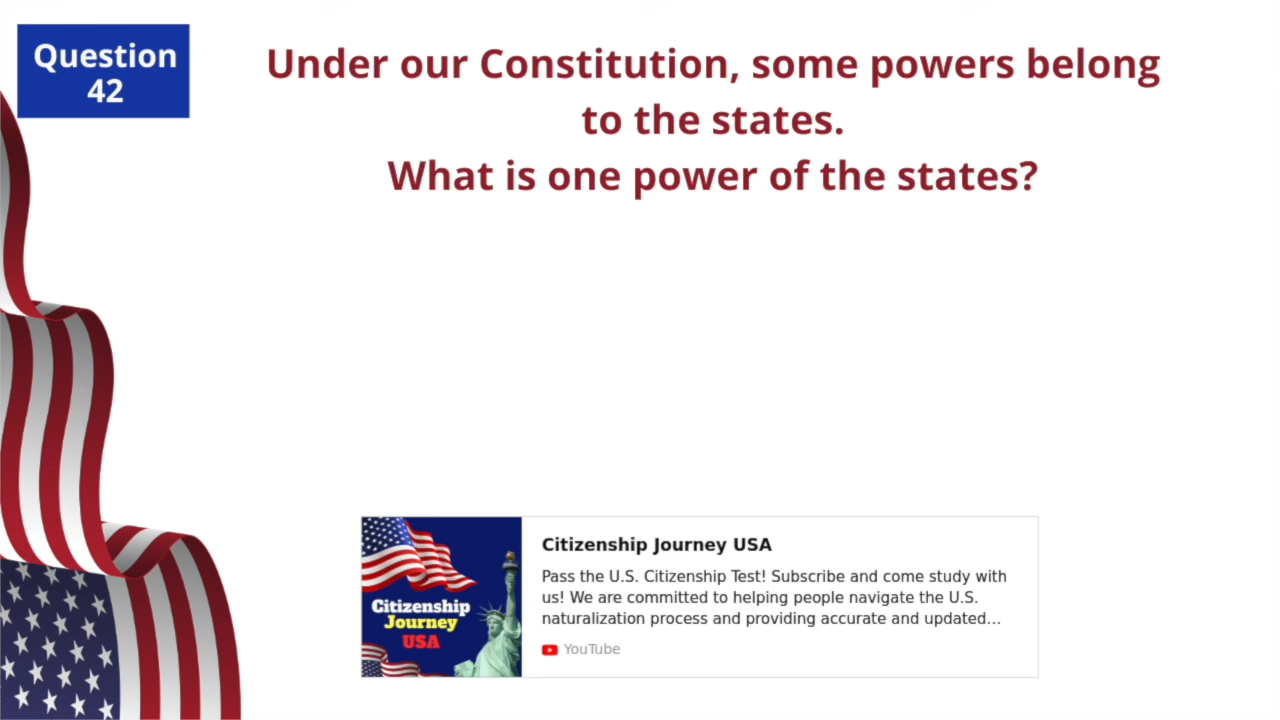 Question
42
Under our Constitution, some powers belong
to the states.
What is one power of the states?
Citizenship
Journey
USA
Citizenship Journey USA
Pass the U.S. Citizenship Test! Subscribe and come study with
us! We are committed to helping people navigate the U.S.
naturalization process and providing accurate and updated...
YouTube